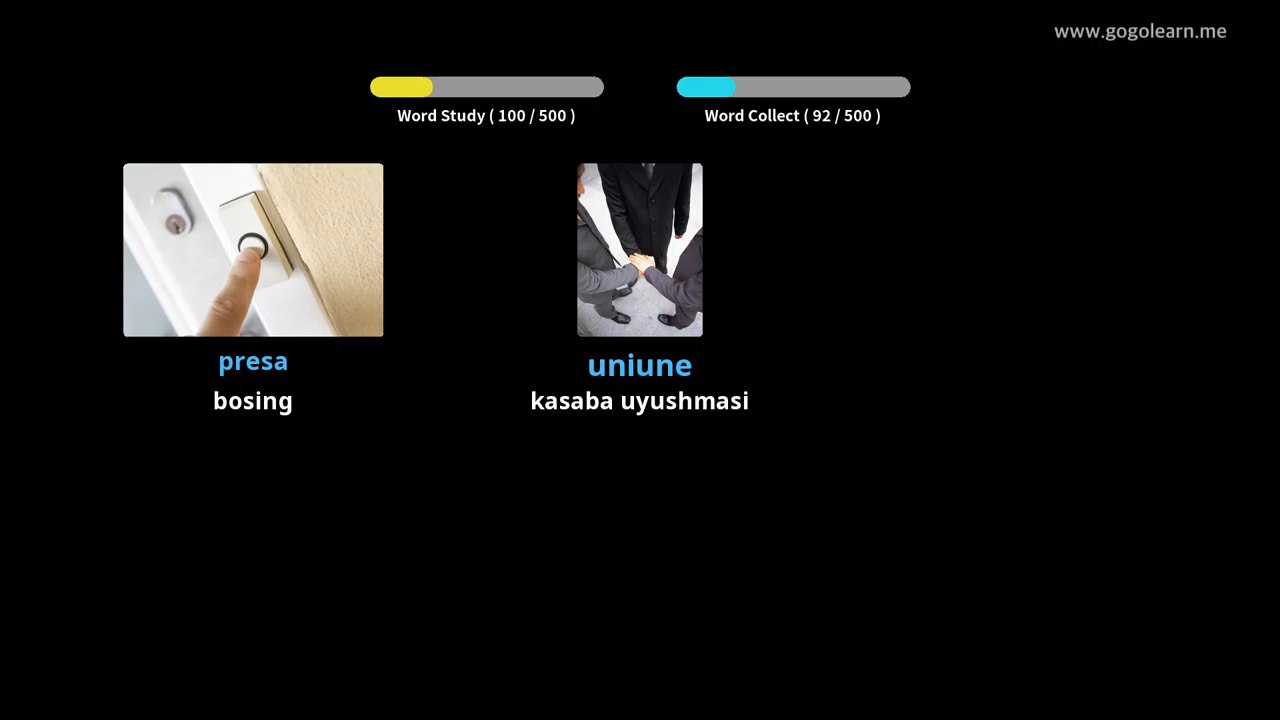 www.gogolearn.me
Word Study ( 100 / 500 )
Word Collect ( 92 / 500 )
presa
bosing
uniune
kasaba uyushmasi